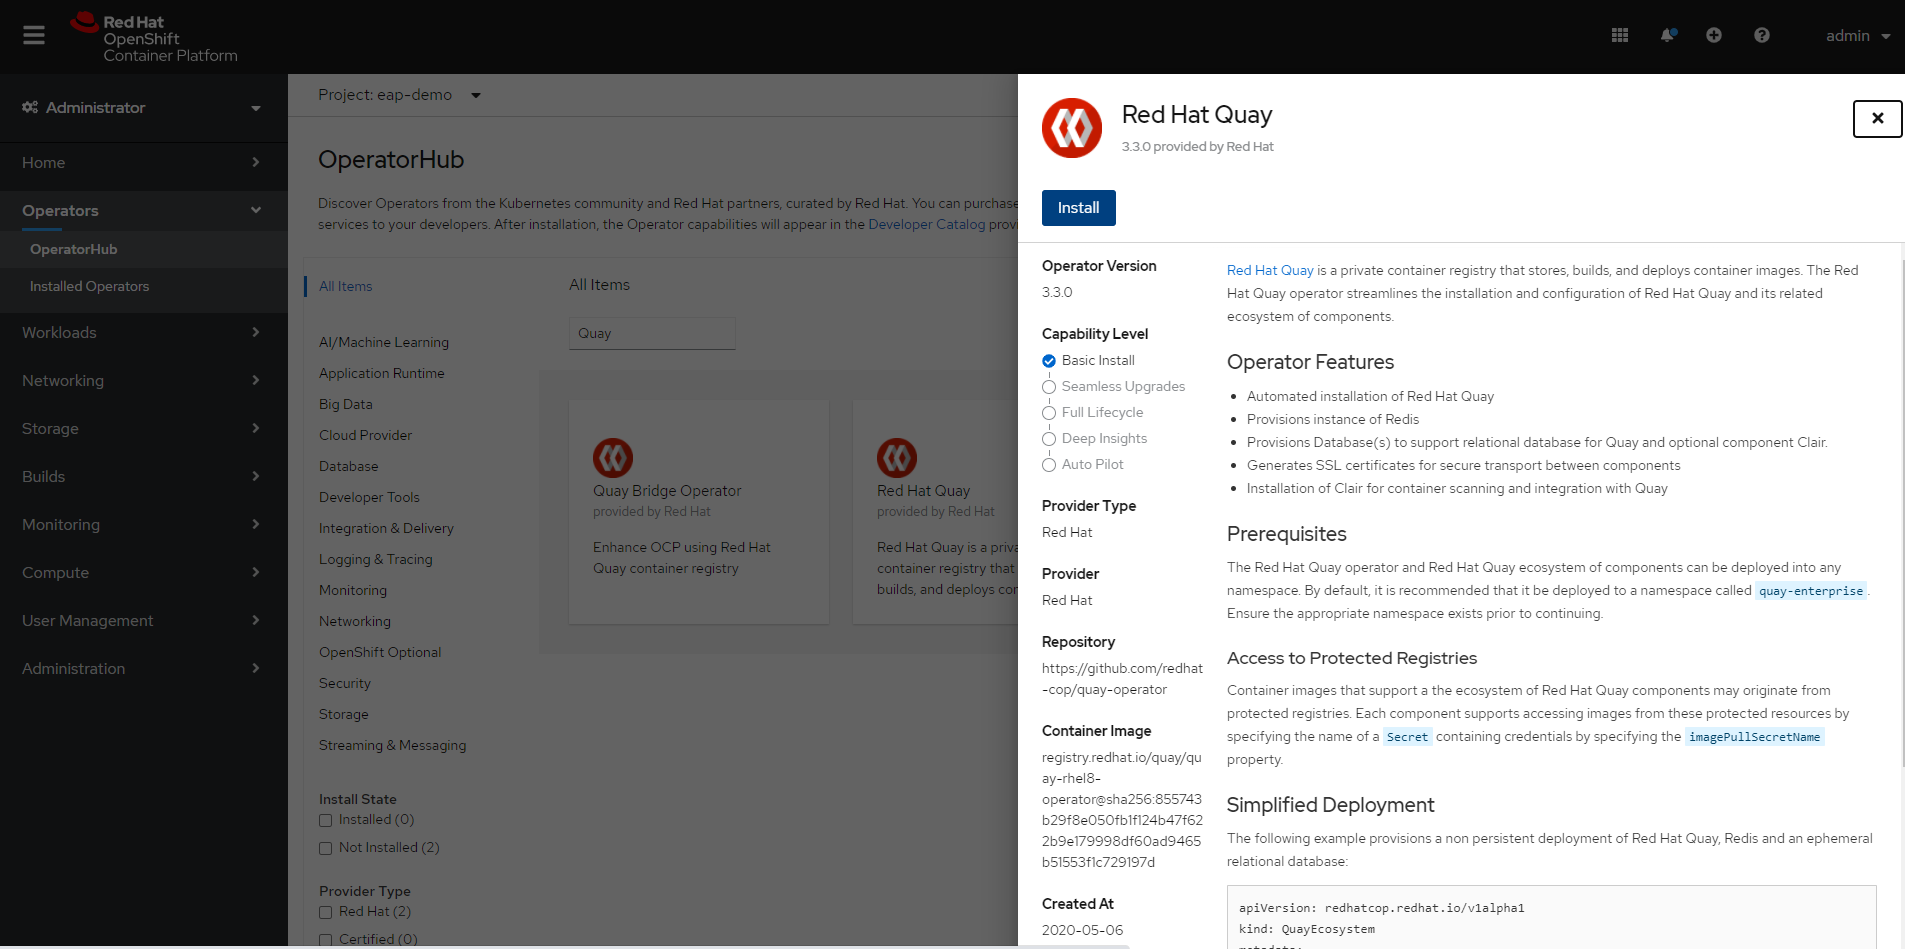 Red Hat
OpenShift
Container Platform
admin
Administrator
Home
Operators
OperatorHub
Installed Operators
Workloads
Networking
Storage
Builds
Monitoring
Compute
User Management
Administration
Project: eap-demo
OperatorHub
Discover Operators from the Kubernetes community and Red Hat partners, curated by Red Hat. You can purchase
services to your developers. After installation, the Operator capabilities will appear in the Developer Catalog
All Items
AI/Machine Learning
Application Runtime
Big Data
Cloud Provider
Database
Developer Tools
Integration & Delivery
Logging & Tracing
Monitoring
Networking
OpenShift Optional
Security
Storage
Streaming & Messaging
Install State
Installed (0)
Not Installed (2)
Provider Type
Red Hat (2)
Certified (0)
All Items
Quay
Quay Bridge Operator
provided by Red Hat
Enhance OCP using Red Hat
Quay container registry
Red Hat Quay
provided by Red Hat
Red Hat Quay is a
container registry that
builds, and deploys
Red Hat Quay
3.3.0 provided by Red Hat
Install
Operator Version
3.3.0
Capability Level
Basic Install
Seamless Upgrades
Full Lifecycle
Deep Insights
Auto Pilot
Provider Type
Red Hat
Provider
Red Hat
Repository
https://github.com/redhat
-cop/quay-operator
Container Image
registry.redhat.io/quay/qu
ay-rhel8-
operator@sha256:855743
b29f8e050fb1f124b47f62
2b9e179998df60ad9465
b51553f1c729197d
Created At
2020-05-06
Red Hat Quay is a private container registry that stores, builds, and deploys container images. The Red
Hat Quay operator streamlines the installation and configuration of Red Hat Quay and its related
ecosystem of components.
Operator Features
Automated installation of Red Hat Quay
Provisions instance of Redis
Provisions Database(s) to support relational database for Quay and optional component Clair.
Generates SSL certificates for secure transport between components
Installation of Clair for container scanning and integration with Quay
Prerequisites
The Red Hat Quay operator and Red Hat Quay ecosystem of components can be deployed into any
namespace. By default, it is recommended that it be deployed to a namespace called quay-enterprise.
Ensure the appropriate namespace exists prior to continuing.
Access to Protected Registries
Container images that support a the ecosystem of Red Hat Quay components may originate from
protected registries. Each component supports accessing images from these protected resources by
specifying the name of a Secret containing credentials by specifying the imagePullSecretName
property.
Simplified Deployment
The following example provisions a non persistent deployment of Red Hat Quay, Redis and an ephemeral
relational database:
apiVersion: redhatcop.redhat.io/v1alpha1
kind: QuayEcosystem